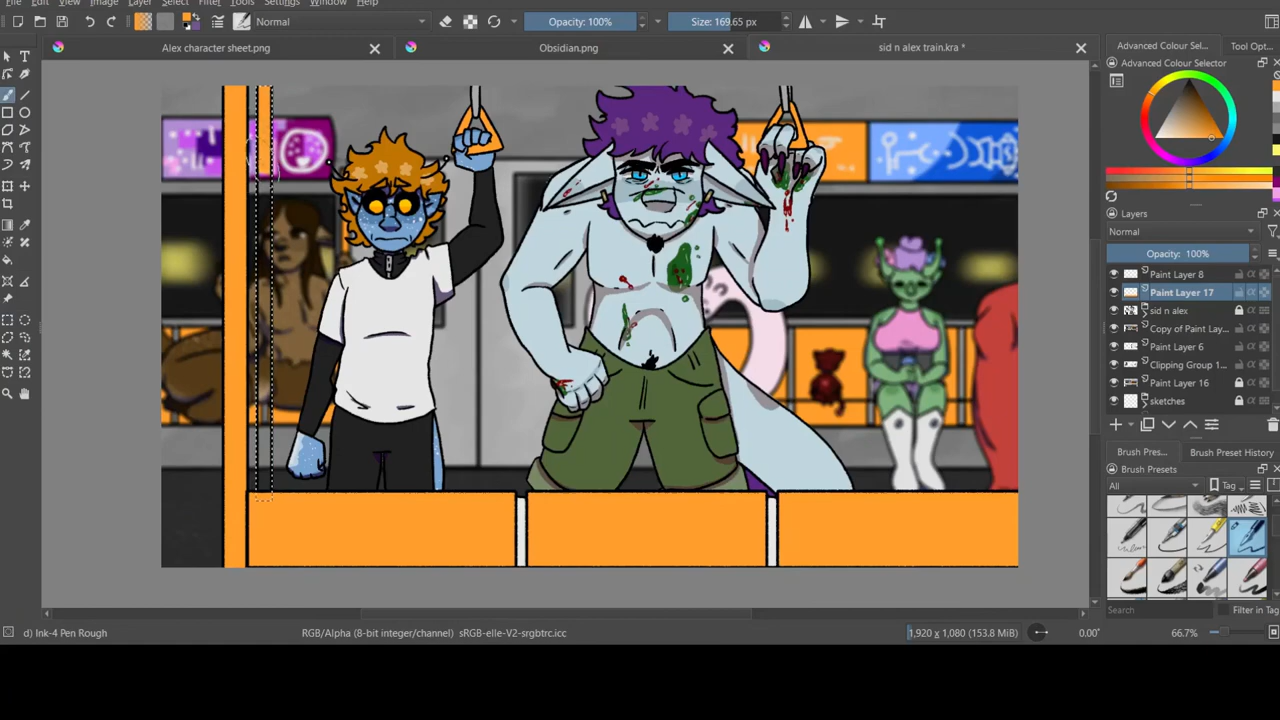 File Edit View Image Layer Select Filter Tools Settings Window Help
Normal
Opacity: 100%
Size: 169.65 px
Alex character sheet.png
Obsidian.png
sid n alex train.kra *
Advanced Colour Sel...
Tool Opt...
Advanced Colour Selector
Layers
Normal
Opacity: 100%
Paint Layer 8
Paint Layer 17
sid n alex
Copy of Paint Lay...
Paint Layer 6
Clipping Group 1...
Paint Layer 16
sketches
Brush Pres...
Brush Preset History
Brush Presets
All
Tag
Search
Filter in Tag
d) Ink-4 Pen Rough
RGB/Alpha (8-bit integer/channel) sRGB-elle-V2-srgbtrc.icc
1,920 x 1,080 (153.8 MiB)
0.00°
66.7%